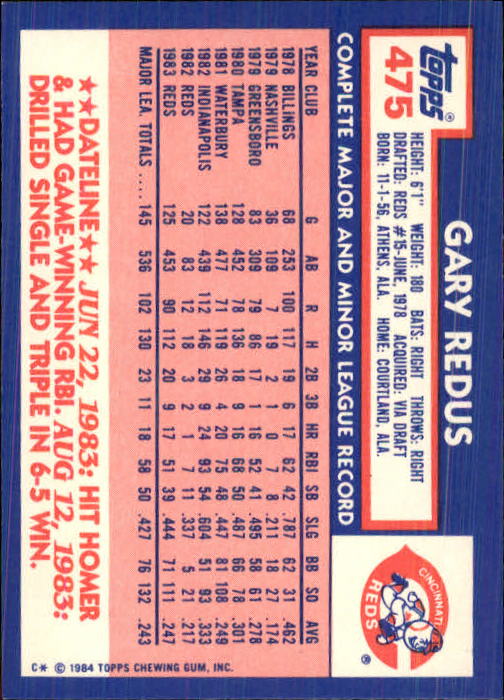 topps®
475
GARY REDUS
HEIGHT: 6'1" WEIGHT: 180 BATS: RIGHT THROWS: RIGHT
DRAFTED: REDS #15-JUNE, 1978 ACQUIRED: VIA DRAFT
BORN: 11-1-56, ATHENS, ALA. HOME: COURTLAND, ALA.
CINCINNATI
REDS
®
COMPLETE MAJOR AND MINOR LEAGUE RECORD
YEAR CLUB G AB R H 2B 3B HR RBI SB SLG BB SO AVG
1978 BILLINGS 68 253 100 117 19 6 17 62 42 .787 62 31 .462
1979 NASHVILLE 36 109 7 19 2 1 0 7 8 .211 18 27 .174
1979 GREENSBORO 83 309 79 86 17 1 16 52 41 .495 58 61 .278
1980 TAMPA 128 452 78 136 18 9 16 68 50 .487 66 78 .301
1981 WATERBURY 138 477 71 119 26 4 20 75 48 .447 81 108 .249
1982 INDIANAPOLIS 122 439 112 146 29 9 24 93 54 .604 51 93 .333
1982 REDS 20 83 12 18 3 2 1 7 11 .337 5 21 .217
1983 REDS 125 453 90 112 20 9 17 51 39 .444 71 111 .247
MAJOR LEA. TOTALS .... 145 536 102 130 23 11 18 58 50 .427 76 132 .243
★★DATELINE★★ JUN 22, 1983: HIT HOMER
& HAD GAME-WINNING RBI. AUG 12, 1983:
DRILLED SINGLE AND TRIPLE IN 6-5 WIN.
C* © 1984 TOPPS CHEWING GUM, INC.